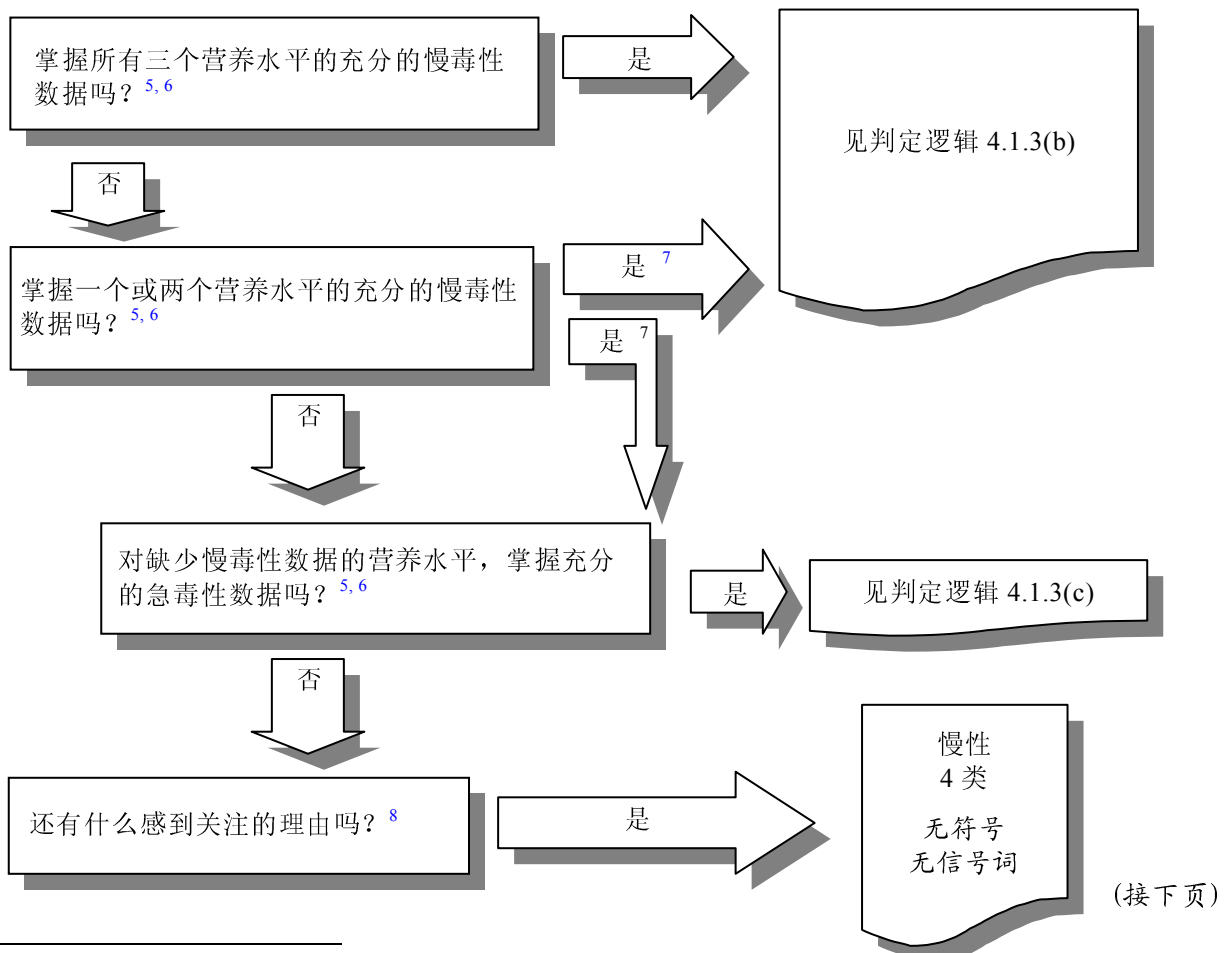 掌握所有三个营养水平的充分的慢毒性
数据吗？5, 6
是
见判定逻辑 4.1.3(b)
否
掌握一个或两个营养水平的充分的慢毒性
数据吗？5, 6
是 7
是 7
否
对缺少慢毒性数据的营养水平，掌握充分
的急毒性数据吗？5, 6
是
见判定逻辑 4.1.3(c)
否
还有什么感到关注的理由吗？8
是
慢性
4 类
无符号
无信号词
(接下页)